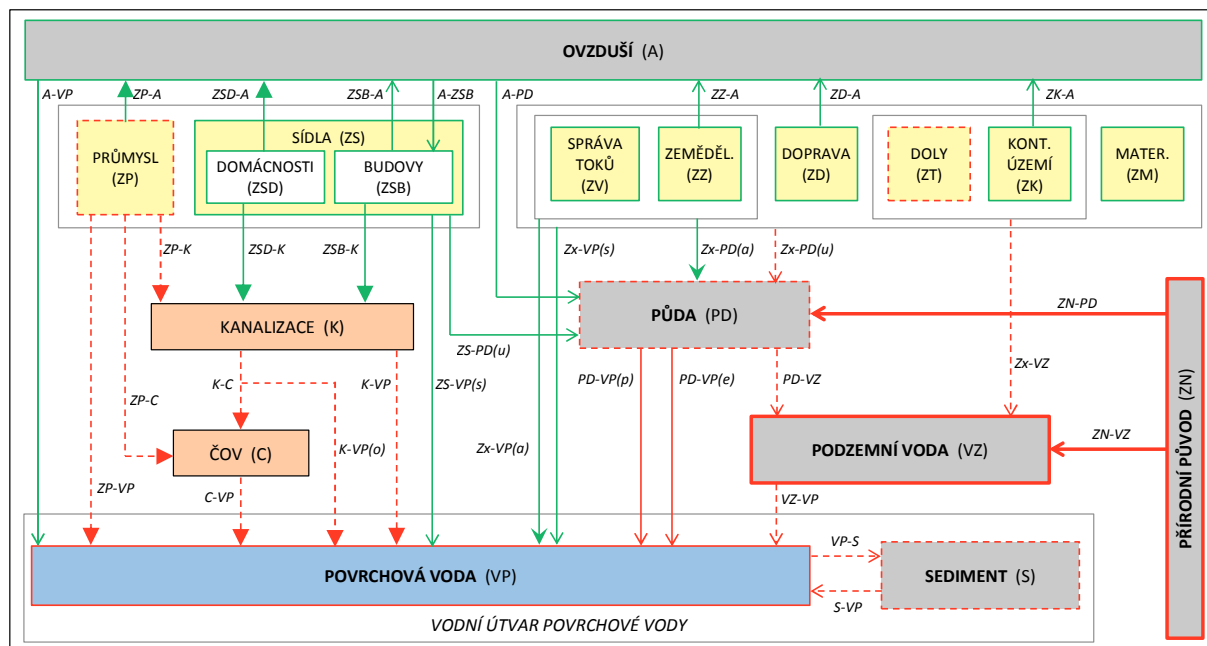 OVZDUŠÍ (A)
A-VP
ZP-A
ZSD-A
ZSB-A
A-ZSB
A-PD
ZZ-A
ZD-A
ZK-A
PRŮMYSL
(ZP)
SÍDLA (ZS)
DOMÁCNOSTI
(ZSD)
BUDOVY
(ZSB)
SPRÁVA
TOKŮ
(ZV)
ZEMĚDĚL.
(ZZ)
DOPRAVA
(ZD)
DOLY
(ZT)
KONT.
ÚZEMÍ
(ZK)
MATER.
(ZM)
ZP-K
ZSD-K
ZSB-K
Zx-VP(s)
Zx-PD(a)
Zx-PD(u)
KANALIZACE (K)
PŮDA (PD)
ZN-PD
ZS-PD(u)
Zx-VZ
K-C
K-VP
ZS-VP(s)
PD-VP(p)
PD-VP(e)
PD-VZ
ZP-C
ČOV (C)
K-VP(o)
Zx-VP(a)
PODZEMNÍ VODA (VZ)
ZN-VZ
PŘÍRODNÍ PŮVOD (ZN)
ZP-VP
C-VP
VZ-VP
POVRCHOVÁ VODA (VP)
VP-S
SEDIMENT (S)
S-VP
VODNÍ ÚTVAR POVRCHOVÉ VODY